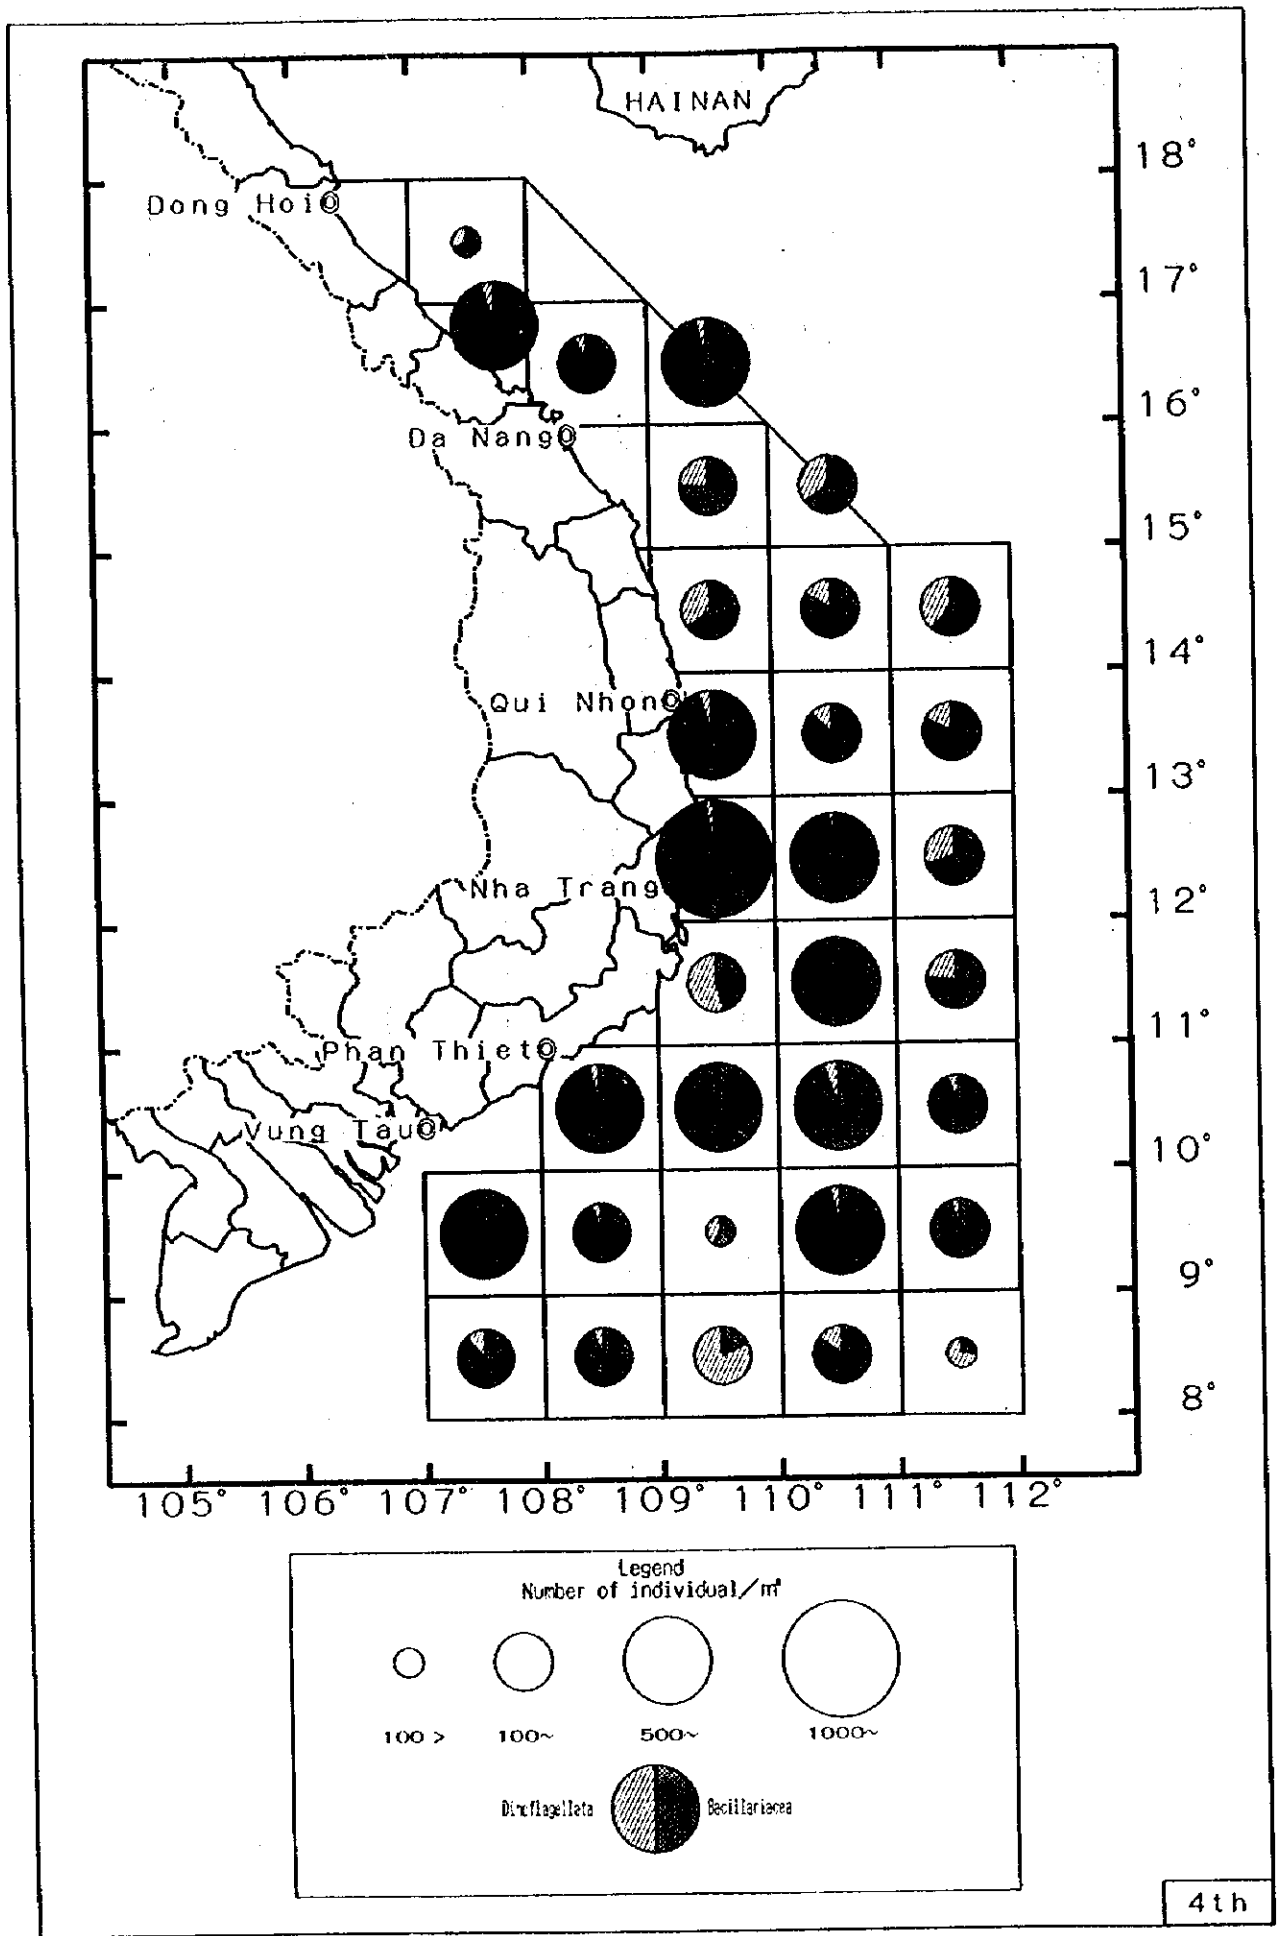 HAINAN
18°
Dong Hoi
17°
16°
Da Nang
15°
14°
Qui Nhon
13°
Nha Trang
12°
11°
Phan Thiet
Vung Tau
10°
9°
8°
105° 106° 107° 108° 109° 110° 111° 112°
Legend
Number of individual/m³
100 > 100~ 500~ 1000~
Dinoflagellata Bacillariacea
4th